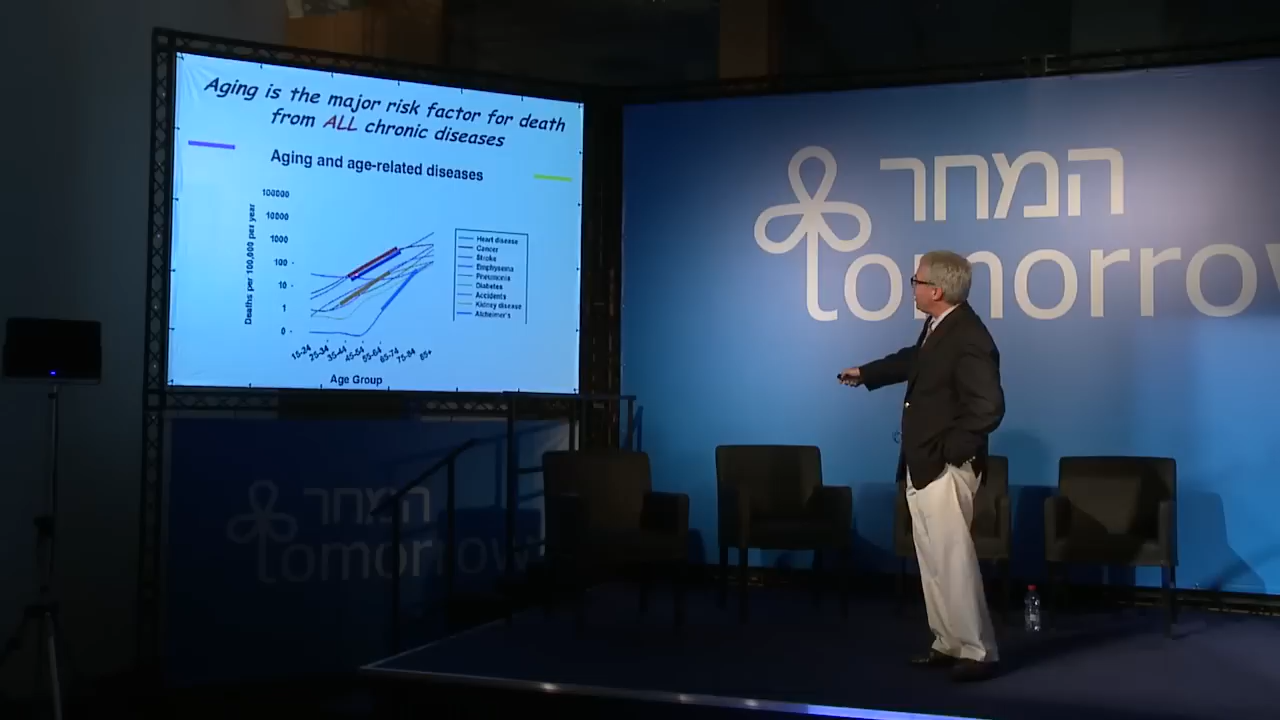 Aging is the major risk factor for death
from ALL chronic diseases
Aging and age-related diseases
100000
10000
1000
100
10
1
0
Deaths per 100,000 per year
15-24
25-34
35-44
45-54
55-64
65-74
75-84
85+
Age Group
Heart disease
Cancer
Stroke
Emphysema
Pneumonia
Diabetes
Accidents
Kidney disease
Alzheimer's
המחר
tomorrow
המחר
tomorrow